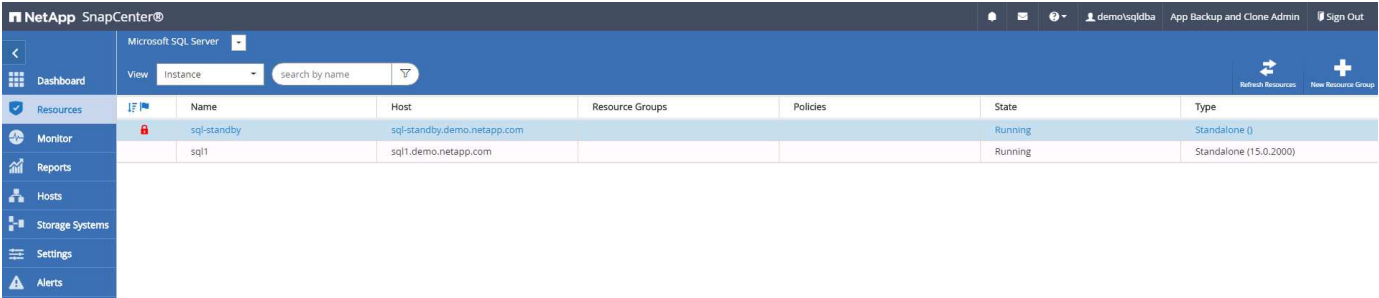 NetApp SnapCenter®
demo\sqldba App Backup and Clone Admin Sign Out
Microsoft SQL Server
View Instance search by name
Refresh Resources New Resource Group
Dashboard
Resources
Monitor
Reports
Hosts
Storage Systems
Settings
Alerts
Name Host Resource Groups Policies State Type
sql-standby sql-standby.demo.netapp.com Running Standalone ()
sql1 sql1.demo.netapp.com Running Standalone (15.0.2000)